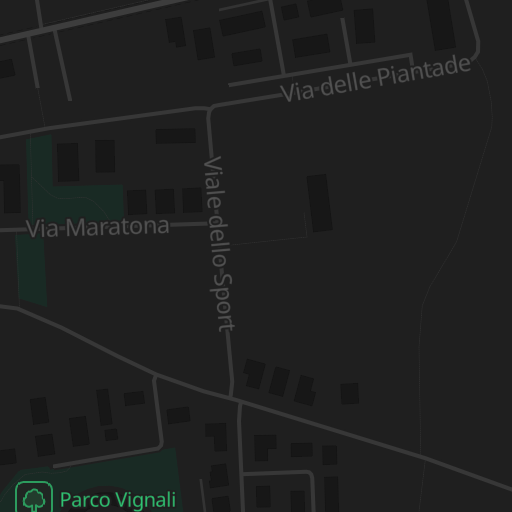 Via delle Piantade
Viale dello Sport
Via Maratona
Parco Vignali